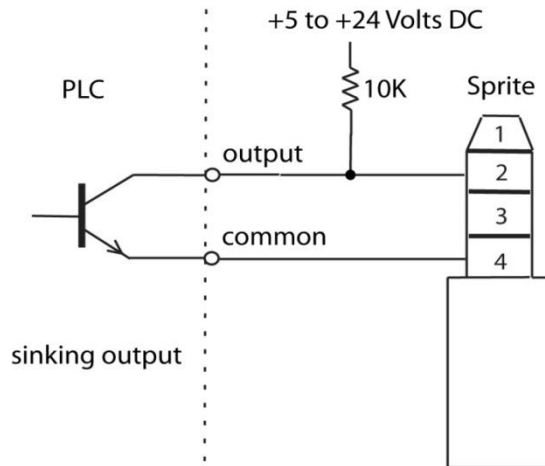 +5 to +24 Volts DC
PLC
10K
Sprite
1
output
2
3
common
4
sinking output